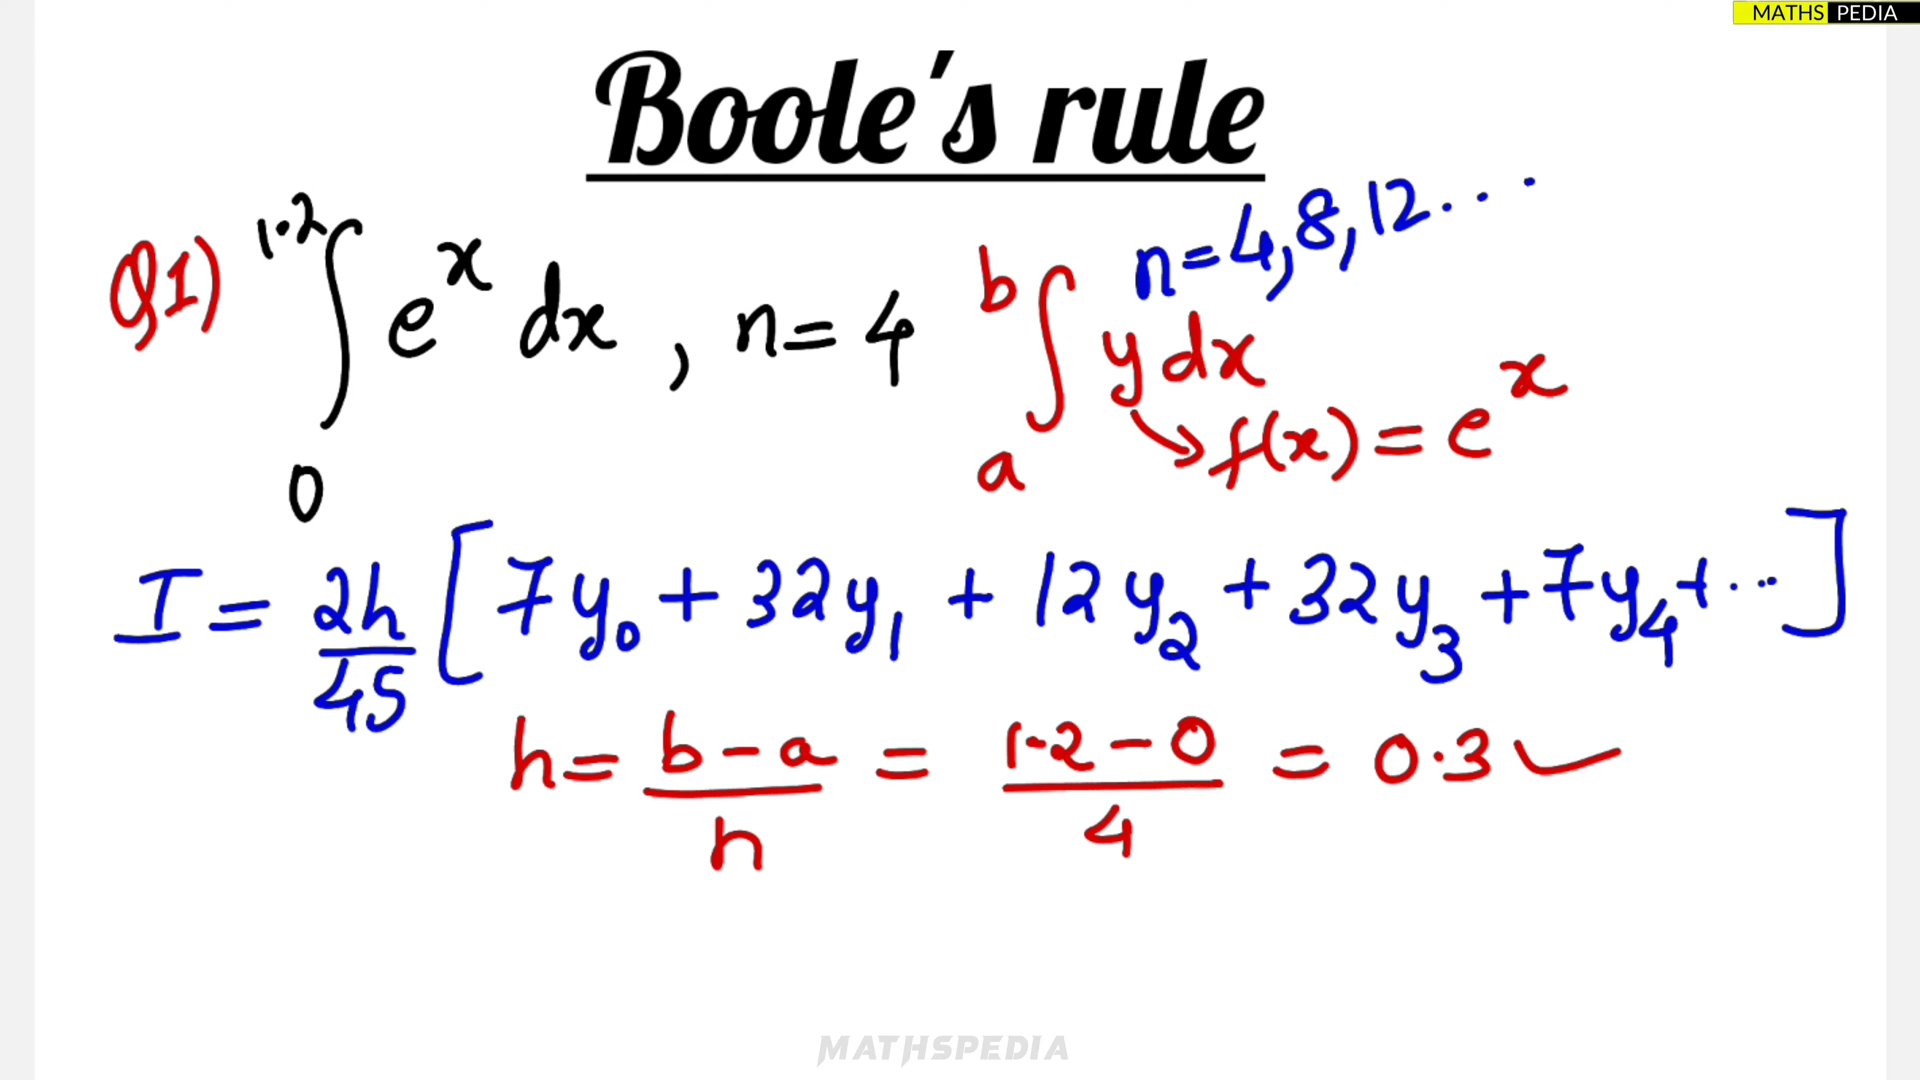 MATHS PEDIA
Boole's rule
n=4,8,12...
Q1) ∫₀^1·2 e^x dx , n=4
∫ₐ^b y dx
→ f(x) = e^x
I = 2h/45 [7y₀ + 32y₁ + 12y₂ + 32y₃ + 7y₄ + ...]
h = b-a/n = 1·2-0/4 = 0·3 ✓
MATHSPEDIA